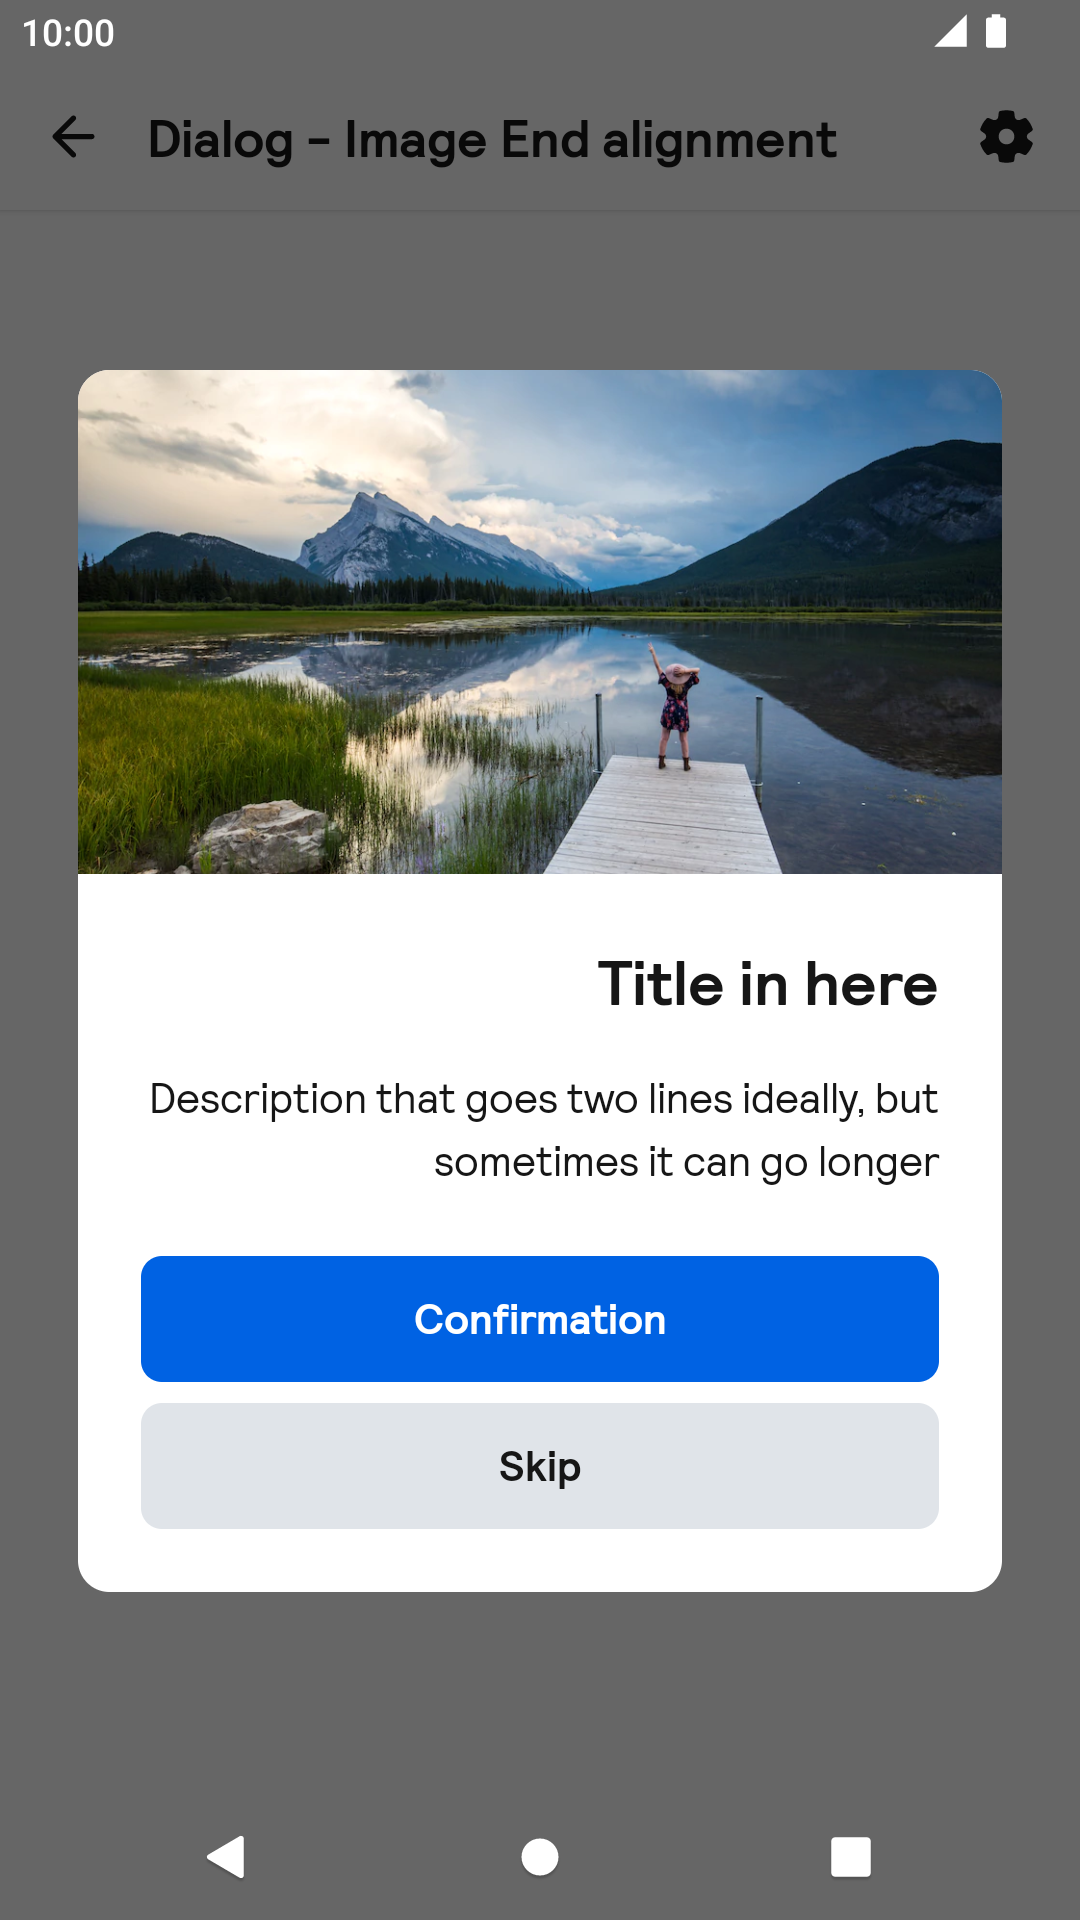 10:00
Dialog - Image End alignment
Title in here
Description that goes two lines ideally, but
sometimes it can go longer
Confirmation
Skip